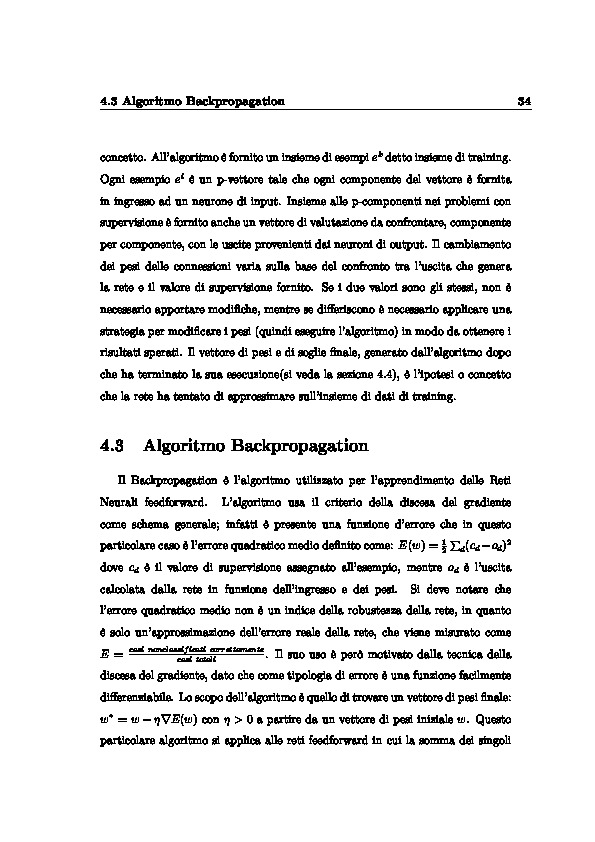 4.3 Algoritmo Backpropagation 34
concetto. All'algoritmo è fornito un insieme di esempi e^k detto insieme di training.
Ogni esempio e^i è un p-vettore tale che ogni componente del vettore è fornita
in ingresso ad un neurone di input. Insieme alle p-componenti nei problemi con
supervisione è fornito anche un vettore di valutazione da confrontare, componente
per componente, con le uscite provenienti dai neuroni di output. Il cambiamento
dei pesi delle connessioni varia sulla base del confronto tra l'uscita che genera
la rete e il valore di supervisione fornito. Se i due valori sono gli stessi, non è
necessario apportare modifiche, mentre se differiscono è necessario applicare una
strategia per modificare i pesi (quindi eseguire l'algoritmo) in modo da ottenere i
risultati sperati. Il vettore di pesi e di soglie finale, generato dall'algoritmo dopo
che ha terminato la sua esecuzione(si veda la sezione 4.4), è l'ipotesi o concetto
che la rete ha tentato di approssimare sull'insieme di dati di training.
4.3 Algoritmo Backpropagation
Il Backpropagation è l'algoritmo utilizzato per l'apprendimento delle Reti
Neurali feedforward. L'algoritmo usa il criterio della discesa del gradiente
come schema generale; infatti è presente una funzione d'errore che in questo
particolare caso è l'errore quadratico medio definito come: E(w) = 1/2 ∑_d(c_d−o_d)²
dove c_d è il valore di supervisione assegnato all'esempio, mentre o_d è l'uscita
calcolata dalla rete in funzione dell'ingresso e dei pesi. Si deve notare che
l'errore quadratico medio non è un indice della robustezza della rete, in quanto
è solo un'approssimazione dell'errore reale della rete, che viene misurato come
E = casi nonclassificati correttamente / casi totali. Il suo uso è però motivato dalla tecnica della
discesa del gradiente, dato che come tipologia di errore è una funzione facilmente
differenziabile. Lo scopo dell'algoritmo è quello di trovare un vettore di pesi finale:
w* = w − η∇E(w) con η > 0 a partire da un vettore di pesi iniziale w. Questo
particolare algoritmo si applica alle reti feedforward in cui la somma dei singoli